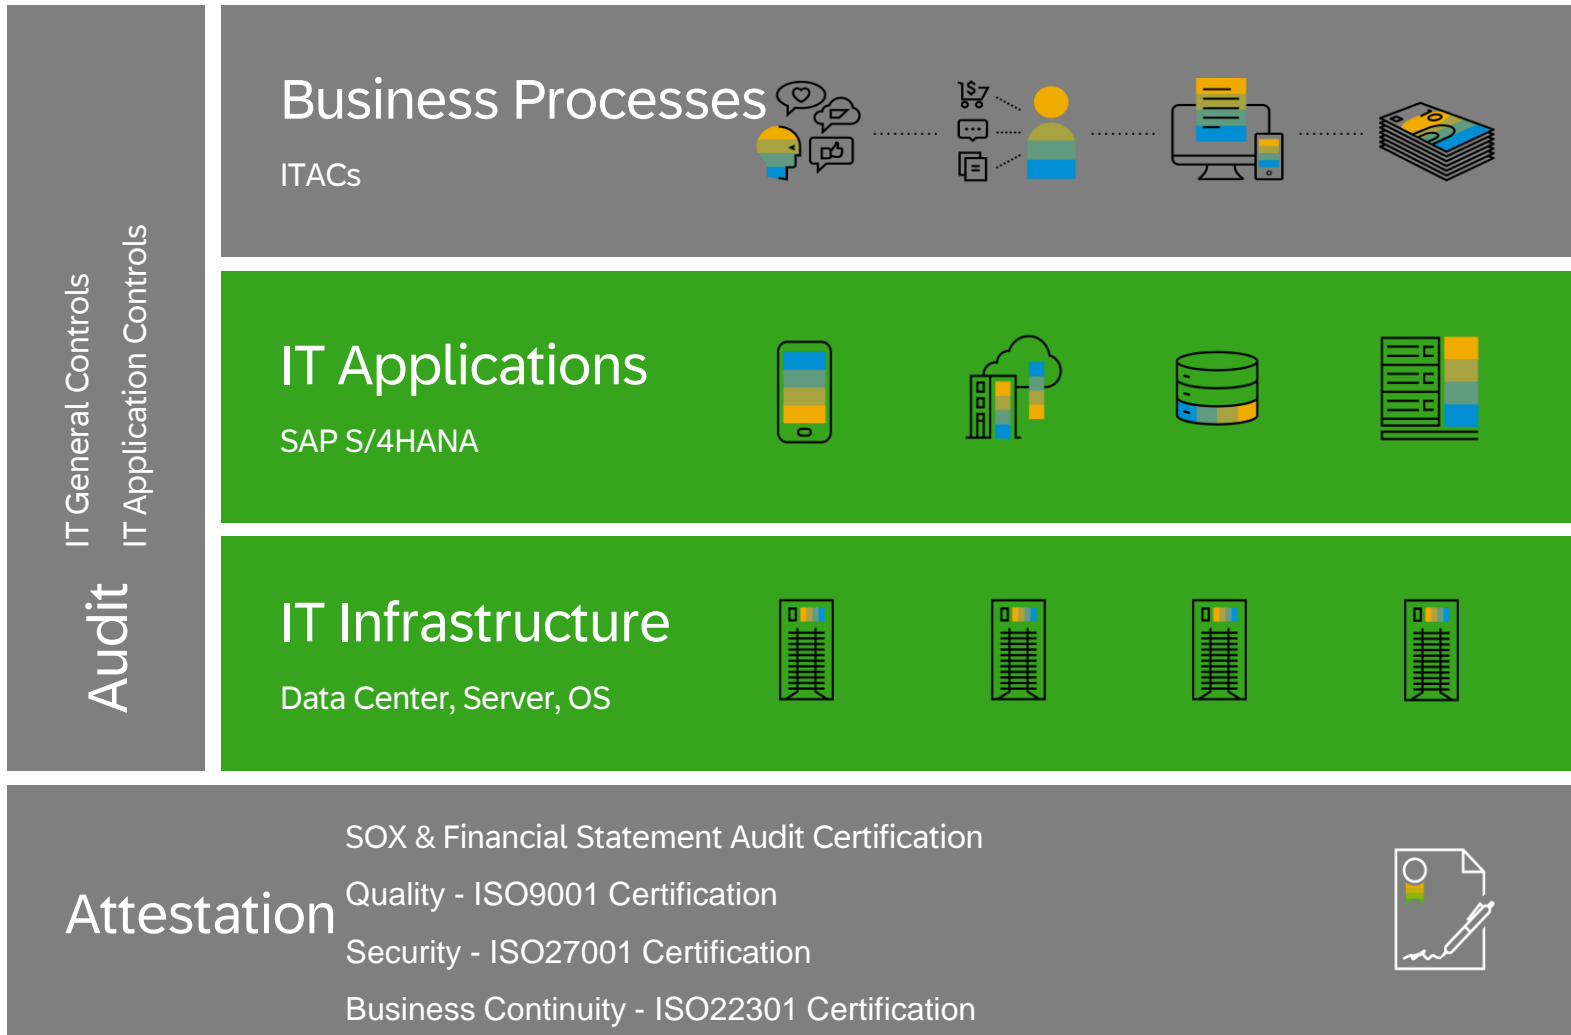 Business Processes
ITACs
IT General Controls
IT Application Controls
Audit
IT Applications
SAP S/4HANA
IT Infrastructure
Data Center, Server, OS
Attestation
SOX & Financial Statement Audit Certification
Quality - ISO9001 Certification
Security - ISO27001 Certification
Business Continuity - ISO22301 Certification
$
10